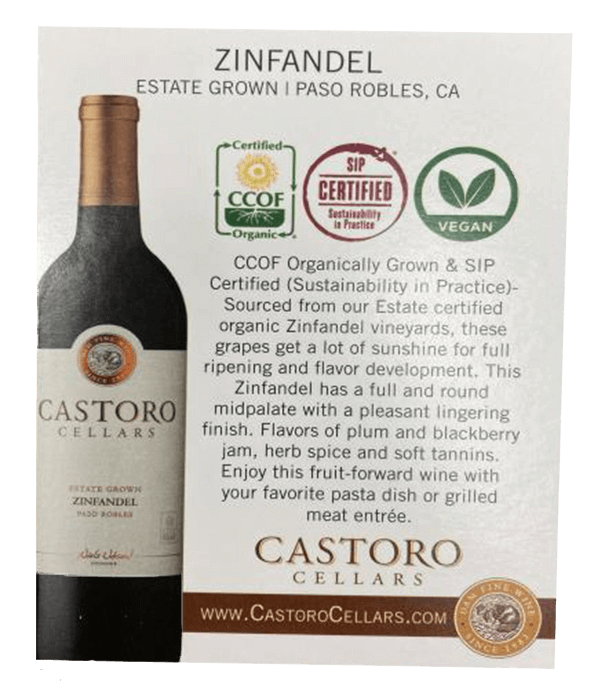 ZINFANDEL
ESTATE GROWN | PASO ROBLES, CA
Certified
CCOF
Organic
SIP
CERTIFIED
Sustainability
in Practice
®
VEGAN
CCOF Organically Grown & SIP
Certified (Sustainability in Practice)-
Sourced from our Estate certified
organic Zinfandel vineyards, these
grapes get a lot of sunshine for full
ripening and flavor development. This
Zinfandel has a full and round
midpalate with a pleasant lingering
finish. Flavors of plum and blackberry
jam, herb spice and soft tannins.
Enjoy this fruit-forward wine with
your favorite pasta dish or grilled
meat entrée.
CASTORO
CELLARS
ESTATE GROWN
ZINFANDEL
PASO ROBLES
CASTORO
CELLARS
WWW.CASTOROCELLARS.COM
DAM FINE WINE
SINCE 1983